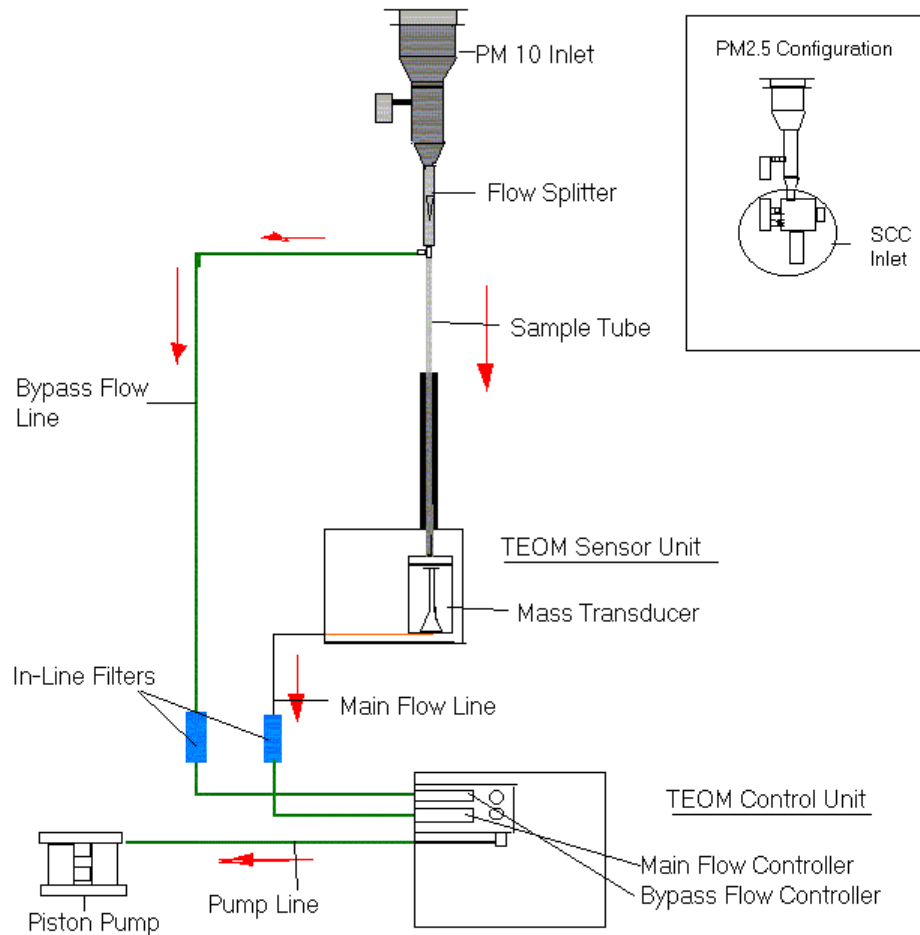 PM 10 Inlet
PM2.5 Configuration
Flow Splitter
SCC
Inlet
Sample Tube
Bypass Flow
Line
TEOM Sensor Unit
Mass Transducer
In-Line Filters
Main Flow Line
TEOM Control Unit
Main Flow Controller
Bypass Flow Controller
Pump Line
Piston Pump